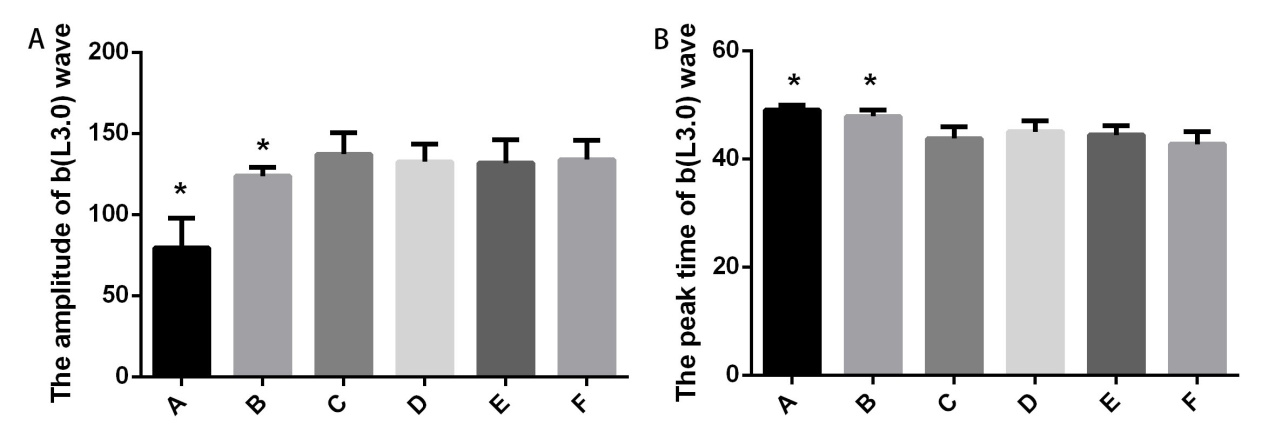 A
The amplitude of b(L3.0) wave
200
150
100
50
0
*
*
A
B
C
D
E
F
B
The peak time of b(L3.0) wave
60
40
20
0
*
*
A
B
C
D
E
F